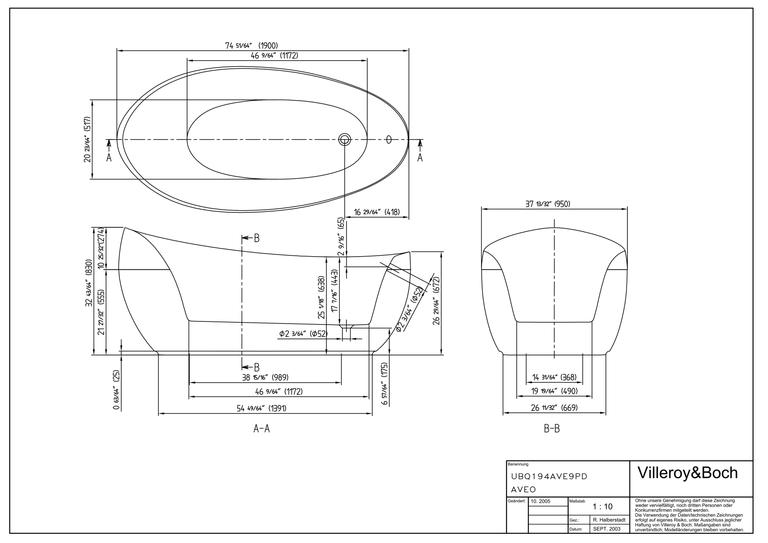 74 51/64" (1900)
46 9/64" (1172)
20 23/64" (517)
A
A
16 29/64" (418)
2 9/16" (65)
37 13/32" (950)
B
32 43/64" (830)
10 25/32" (274)
21 27/32" (555)
25 1/8" (638)
17 7/16" (443)
Ø2 3/64" (Ø52)
Ø2 3/64" (Ø52)
26 29/64" (672)
B
0 63/64" (25)
38 15/16" (989)
46 9/64" (1172)
54 49/64" (1391)
6 57/64" (175)
14 31/64" (368)
19 19/64" (490)
26 11/32" (669)
A-A
B-B
Benennung
UBQ194AVE9PD
AVEO
Villeroy&Boch
Geändert: 10. 2005
Maßstab:
1 : 10
Gez.: R. Halberstadt
Datum: SEPT. 2003
Ohne unsere Genehmigung darf diese Zeichnung
weder vervielfältigt, noch dritten Personen oder
Konkurrenzfirmen mitgeteilt werden.
Die Verwendung der Daten/technischen Zeichnungen
erfolgt auf eigenes Risiko, unter Ausschluss jeglicher
Haftung von Villeroy & Boch. Maßangaben sind
unverbindlich; Modelländerungen bleiben vorbehalten.